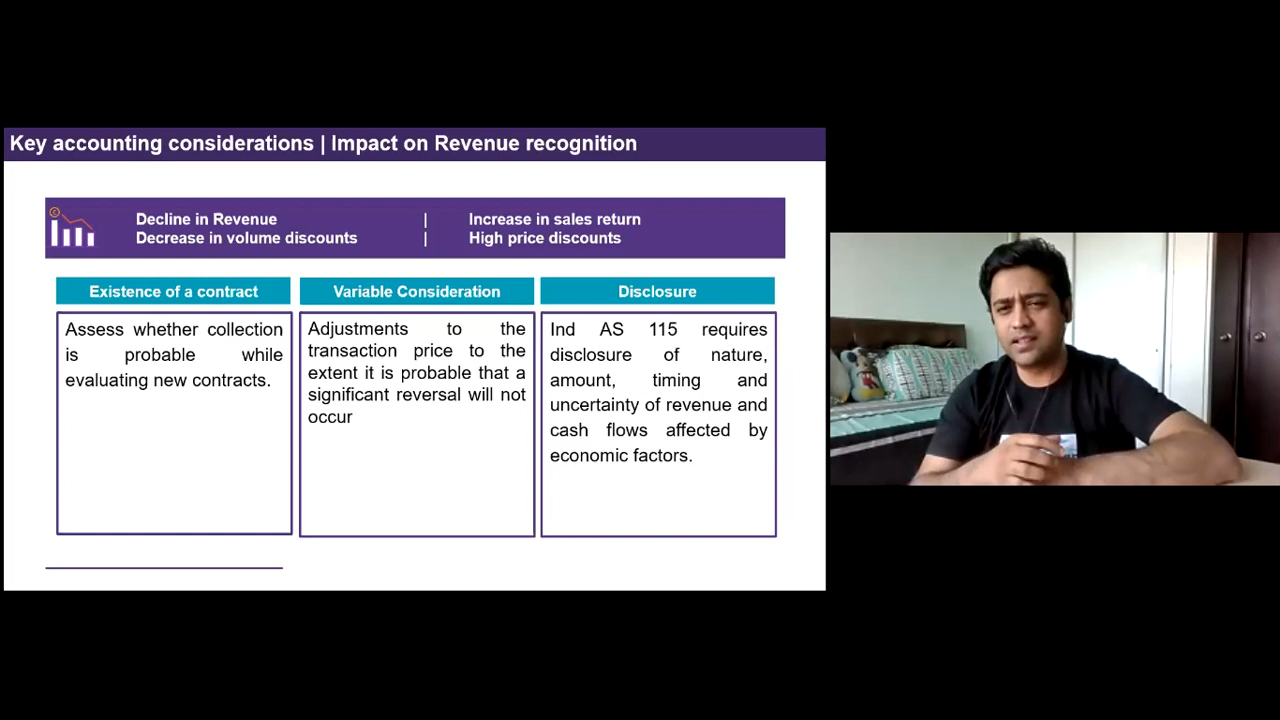 Key accounting considerations | Impact on Revenue recognition
Decline in Revenue | Increase in sales return
Decrease in volume discounts | High price discounts
Existence of a contract
Assess whether collection
is probable while
evaluating new contracts.
Variable Consideration
Adjustments to the
transaction price to the
extent it is probable that a
significant reversal will not
occur
Disclosure
Ind AS 115 requires
disclosure of nature,
amount, timing and
uncertainty of revenue and
cash flows affected by
economic factors.